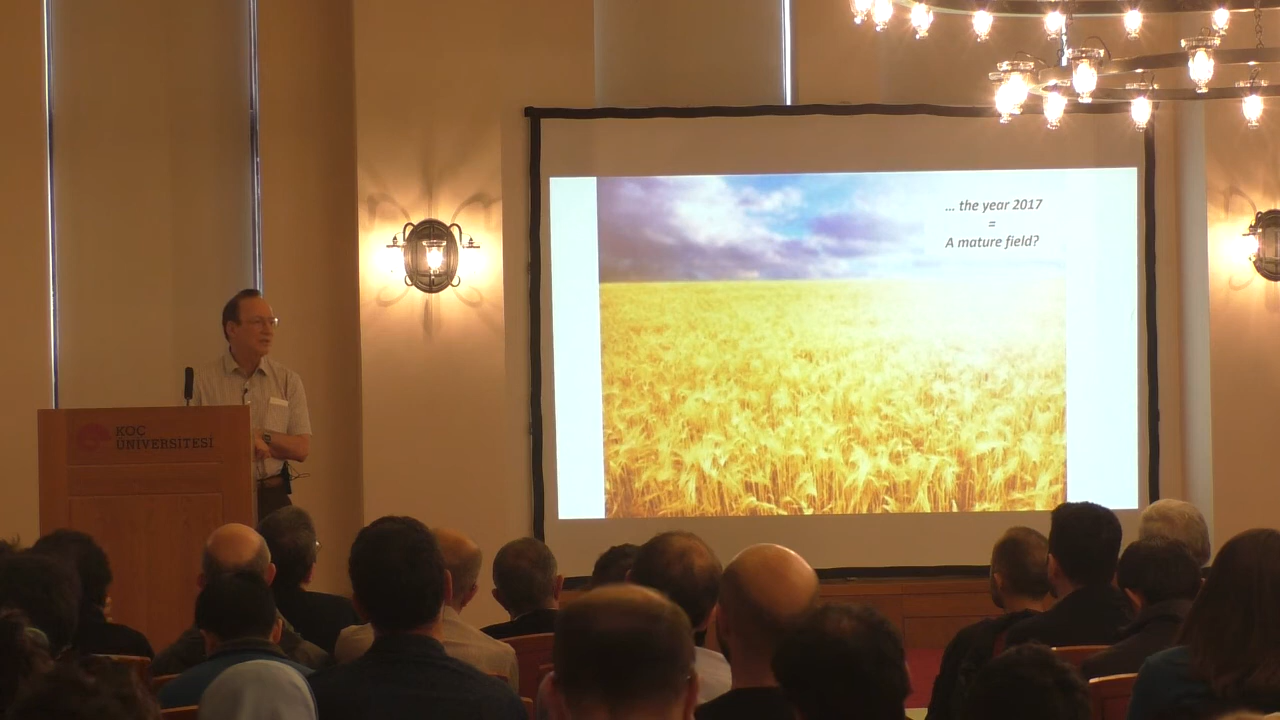 KOÇ
ÜNİVERSİTESİ
... the year 2017
=
A mature field?